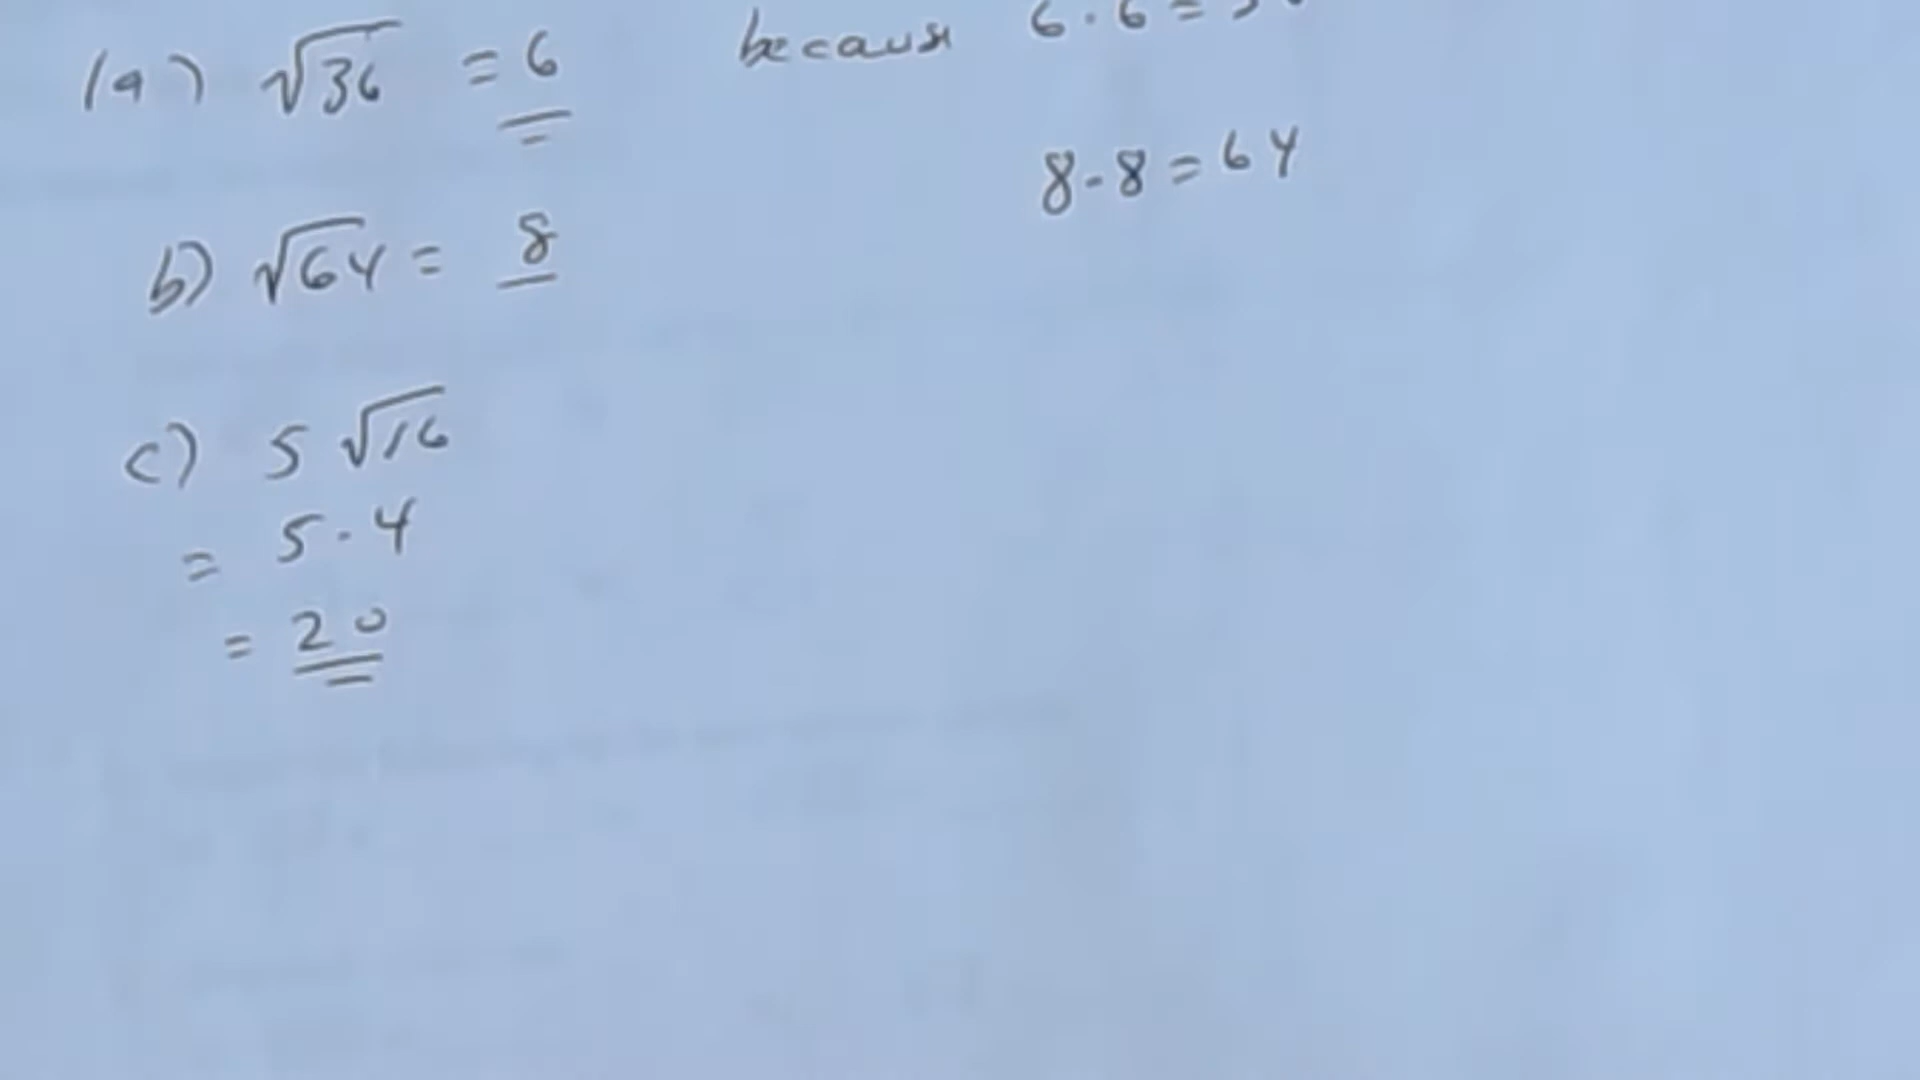 (a) √36 = 6 because 6 · 6 =
8 - 8 = 64
b) √64 = 8
c) 5 √16
= 5 · 4
= 20